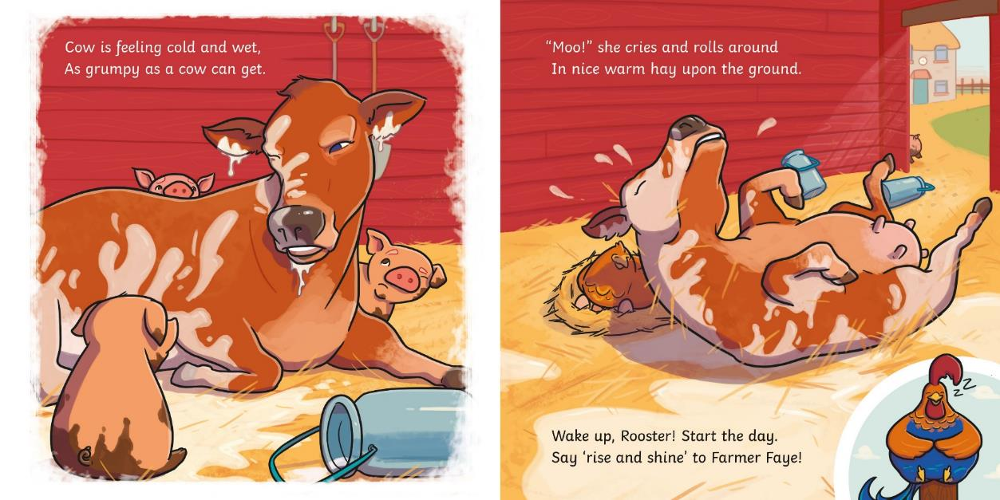 Cow is feeling cold and wet,
As grumpy as a cow can get.
“Moo!” she cries and rolls around
In nice warm hay upon the ground.
ZZ
Wake up, Rooster! Start the day.
Say ‘rise and shine’ to Farmer Faye!